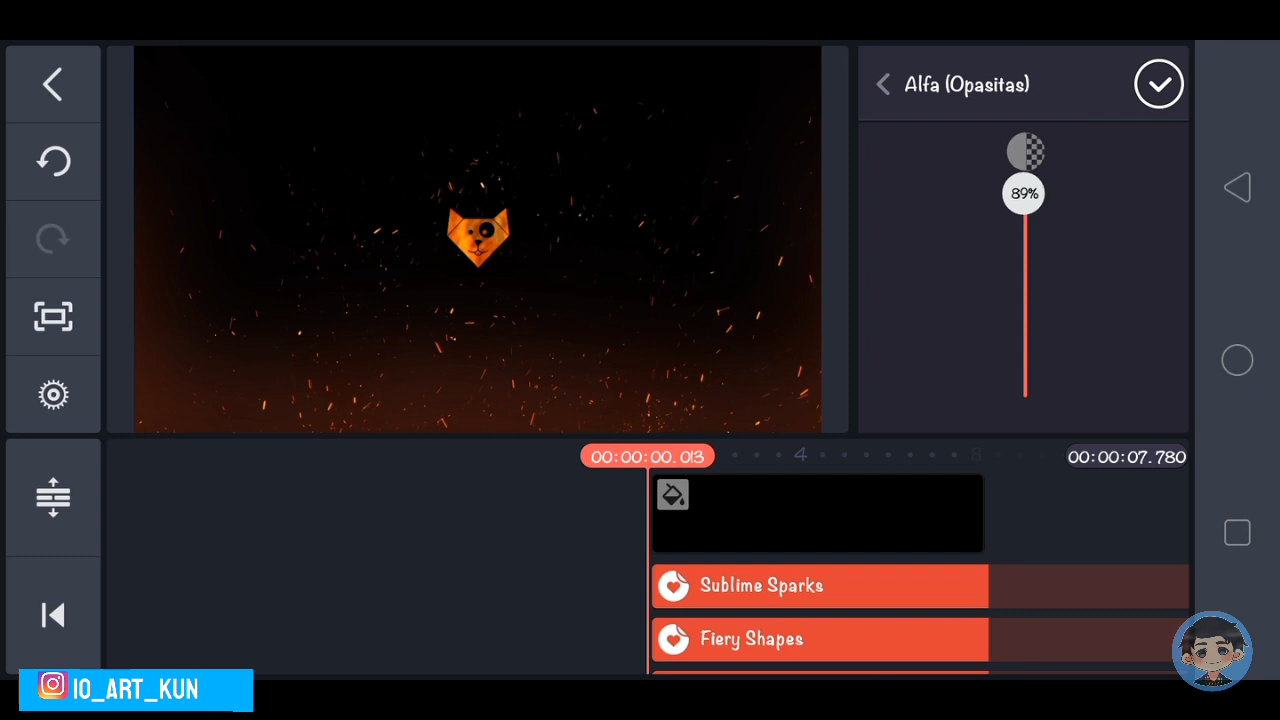 Alfa (Opasitas)
89%
00:00:00.013
4
8
00:00:07.780
Sublime Sparks
Fiery Shapes
IO_ART_KUN